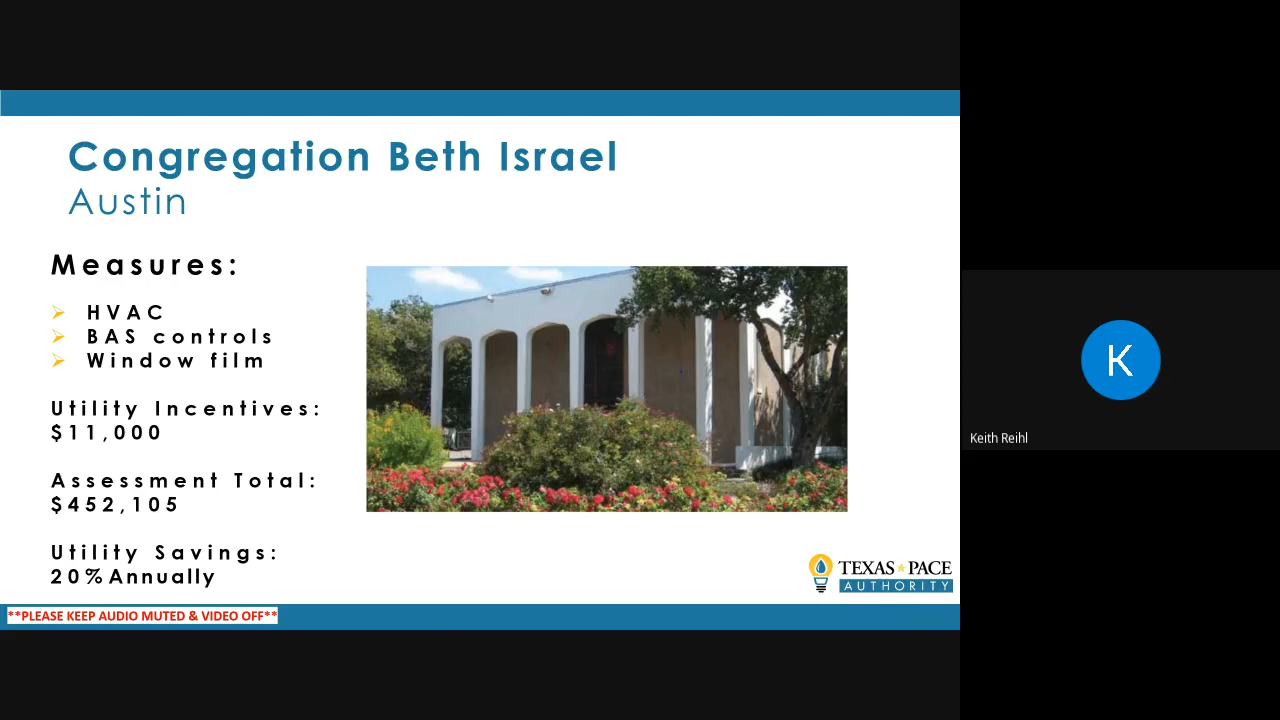 Congregation Beth Israel
Austin
Measures:
HVAC
BAS controls
Window film
Utility Incentives:
$11,000
Assessment Total:
$452,105
Utility Savings:
20% Annually
TEXAS PACE
AUTHORITY
**PLEASE KEEP AUDIO MUTED & VIDEO OFF**
K
Keith Reihl